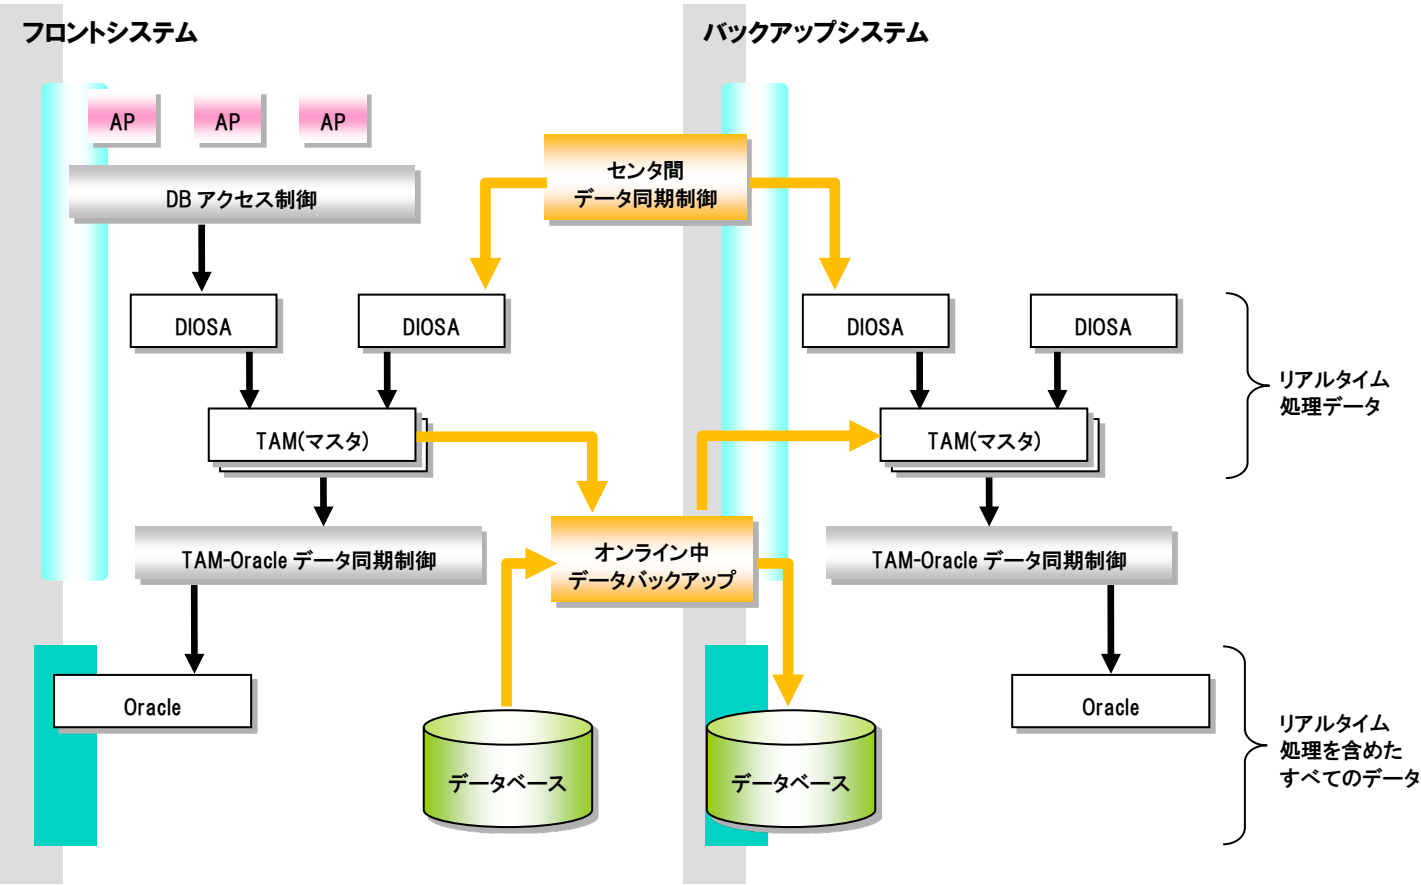 フロントシステム
バックアップシステム
AP
AP
AP
センタ間
データ同期制御
DB アクセス制御
DIOSA
DIOSA
DIOSA
DIOSA
リアルタイム
処理データ
TAM(マスタ)
TAM(マスタ)
TAM-Oracle データ同期制御
オンライン中
データバックアップ
TAM-Oracle データ同期制御
Oracle
Oracle
データベース
データベース
リアルタイム
処理を含めた
すべてのデータ